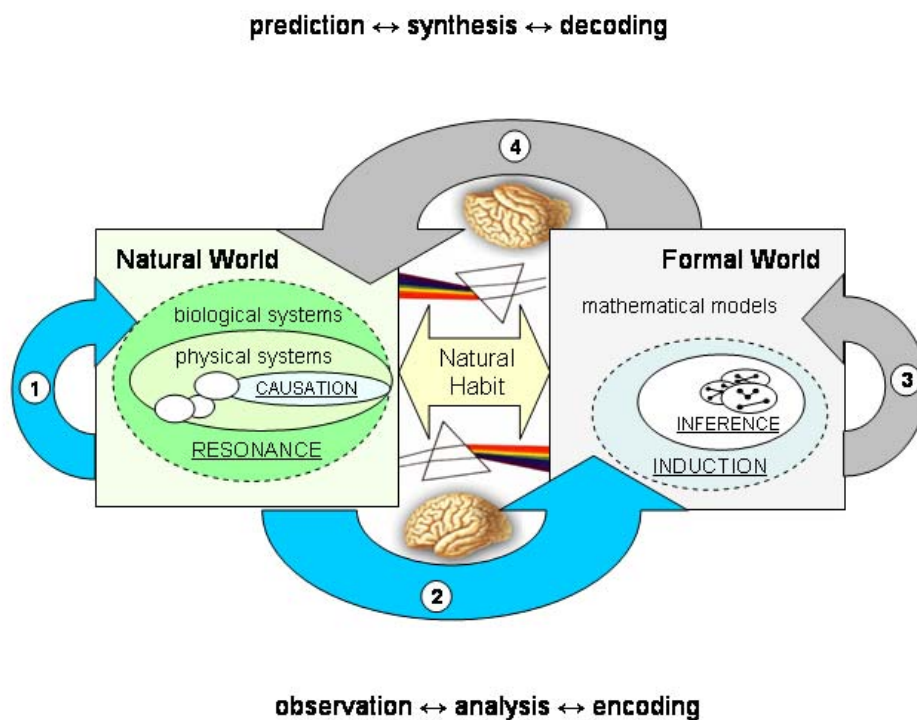 prediction ↔ synthesis ↔ decoding
4
Natural World
Formal World
biological systems
mathematical models
physical systems
Natural
Habit
1
CAUSATION
3
INFERENCE
RESONANCE
INDUCTION
2
observation ↔ analysis ↔ encoding